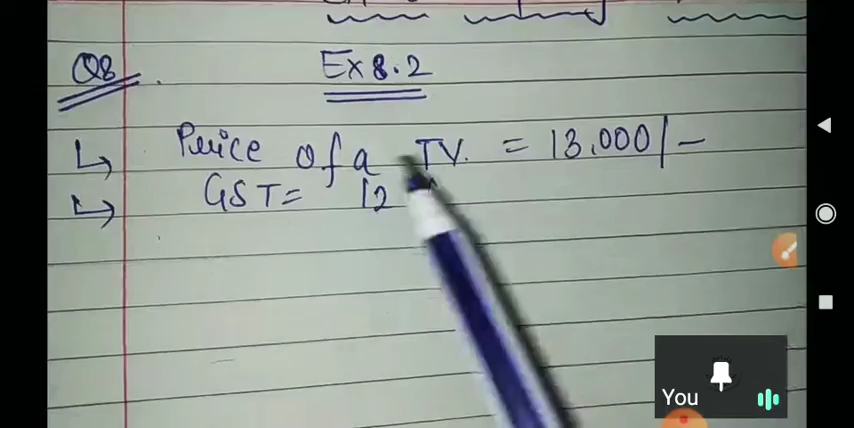 Q8. Ex 8.2
Price of a TV. = 13,000/-
GST = 12
You